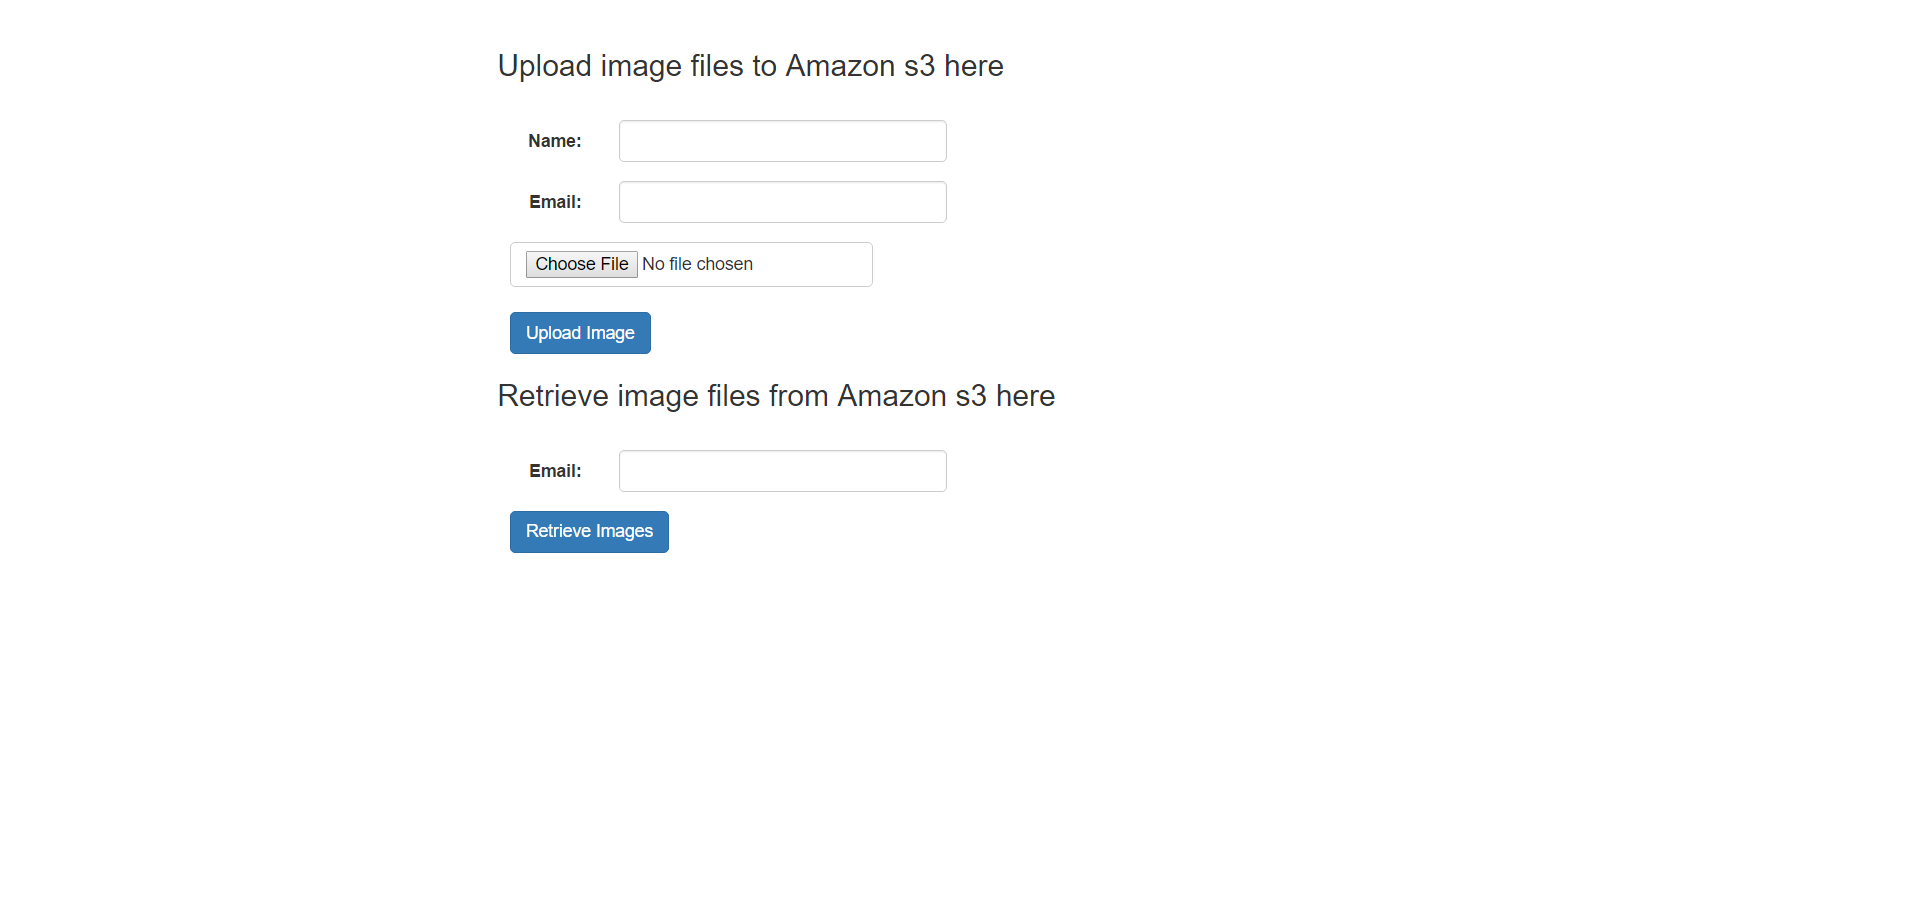 Upload image files to Amazon s3 here
Name:
Email:
Choose File No file chosen
Upload Image
Retrieve image files from Amazon s3 here
Email:
Retrieve Images